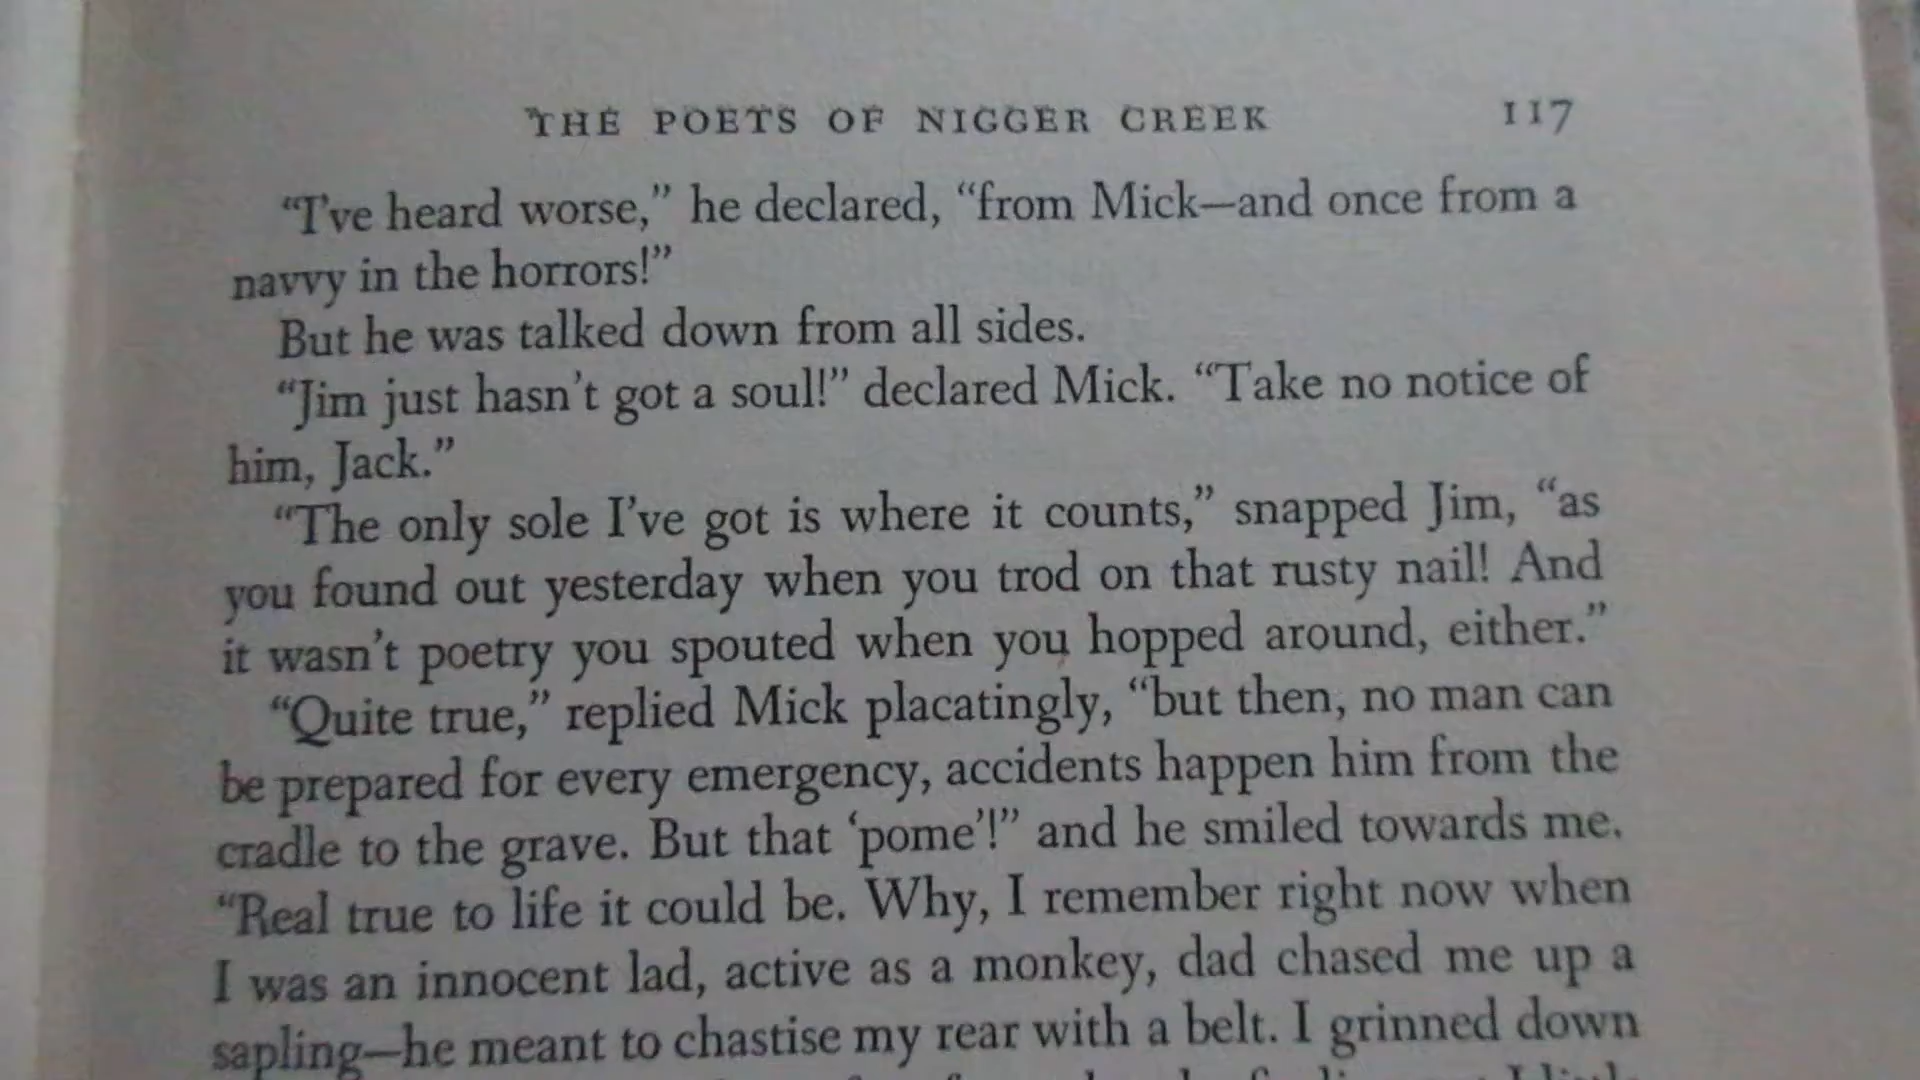 THE POETS OF NIGGER CREEK 117
“I've heard worse,” he declared, “from Mick—and once from a
navvy in the horrors!”
But he was talked down from all sides.
“Jim just hasn't got a soul!” declared Mick. “Take no notice of
him, Jack.”
“The only sole I've got is where it counts,” snapped Jim, “as
you found out yesterday when you trod on that rusty nail! And
it wasn't poetry you spouted when you hopped around, either.”
“Quite true,” replied Mick placatingly, “but then, no man can
be prepared for every emergency, accidents happen him from the
cradle to the grave. But that ‘pome’!” and he smiled towards me.
“Real true to life it could be. Why, I remember right now when
I was an innocent lad, active as a monkey, dad chased me up a
sapling—he meant to chastise my rear with a belt. I grinned down